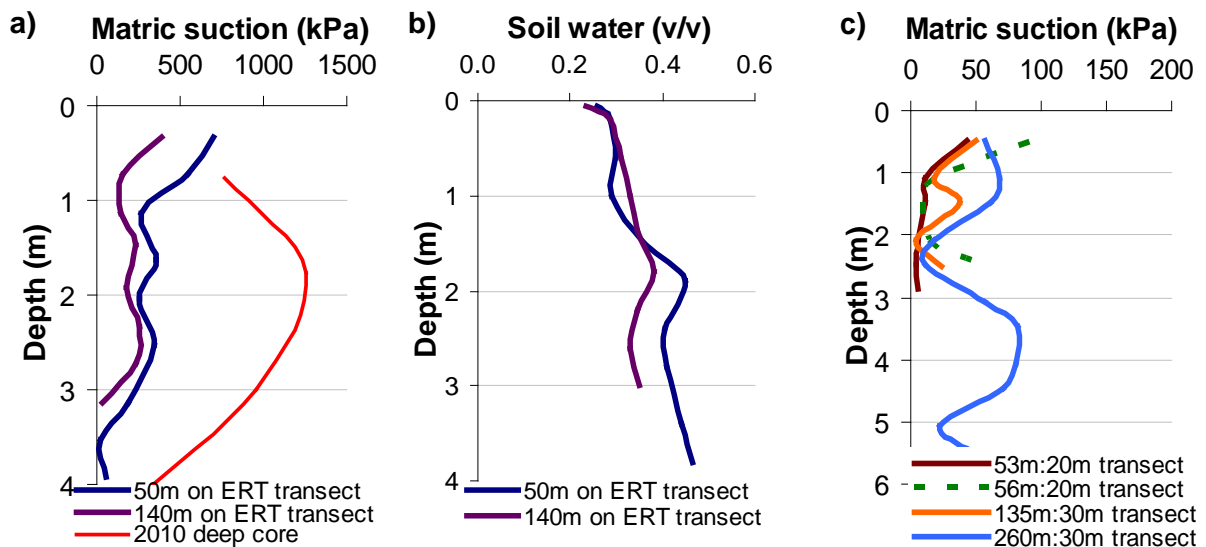 a)
Matric suction (kPa)
0 500 1000 1500
Depth (m)
0
1
2
3
4
50m on ERT transect
140m on ERT transect
2010 deep core
b)
Soil water (v/v)
0.0 0.2 0.4 0.6
Depth (m)
0
1
2
3
4
50m on ERT transect
140m on ERT transect
c)
Matric suction (kPa)
0 50 100 150 200
Depth (m)
0
1
2
3
4
5
6
53m:20m transect
56m:20m transect
135m:30m transect
260m:30m transect